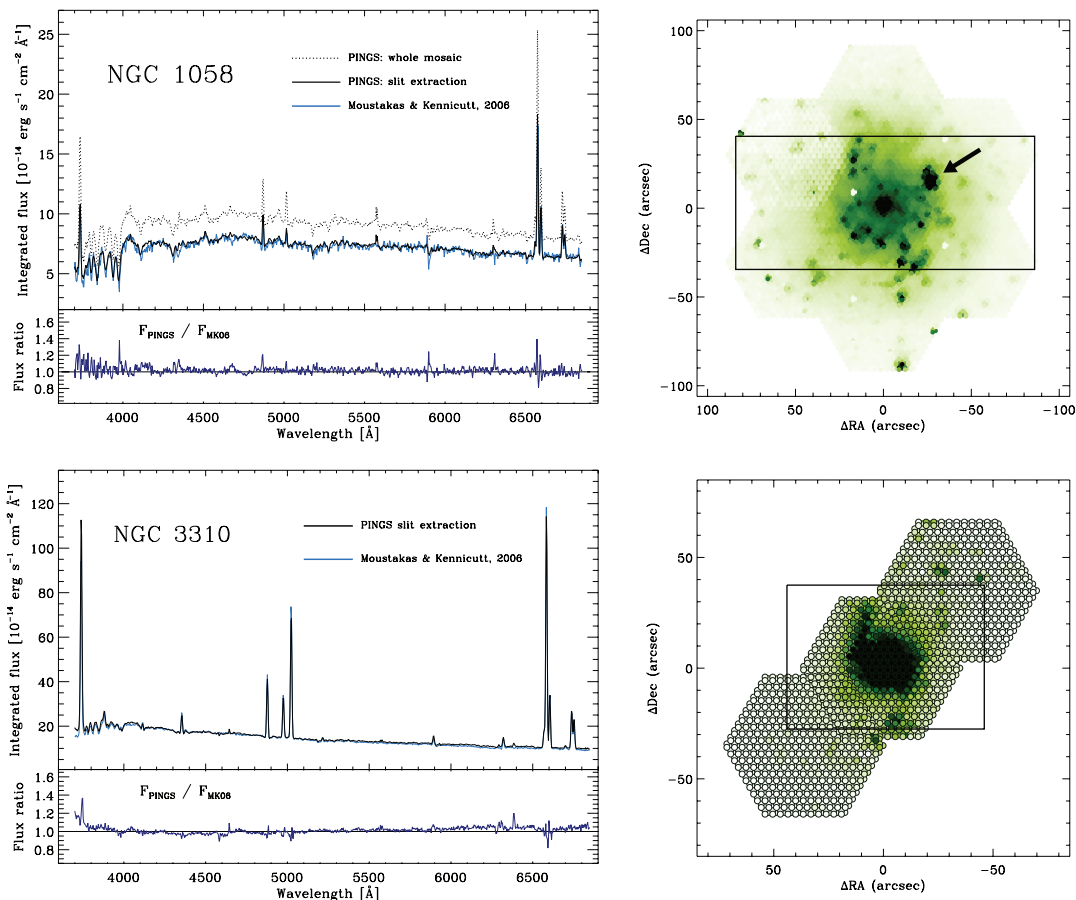 NGC 1058
PINGS: whole mosaic
PINGS: slit extraction
Moustakas & Kennicutt, 2006
Integrated flux [10⁻¹⁴ erg s⁻¹ cm⁻² Å⁻¹]
25
20
15
10
5
F_PINGS / F_MK06
Flux ratio
1.6
1.4
1.2
1.0
0.8
4000 4500 5000 5500 6000 6500
Wavelength [Å]
ΔDec (arcsec)
100
50
0
−50
−100
100 50 0 −50 −100
ΔRA (arcsec)
NGC 3310
PINGS slit extraction
Moustakas & Kennicutt, 2006
Integrated flux [10⁻¹⁴ erg s⁻¹ cm⁻² Å⁻¹]
120
100
80
60
40
20
F_PINGS / F_MK06
Flux ratio
1.6
1.4
1.2
1.0
0.8
4000 4500 5000 5500 6000 6500
Wavelength [Å]
ΔDec (arcsec)
50
0
−50
50 0 −50
ΔRA (arcsec)